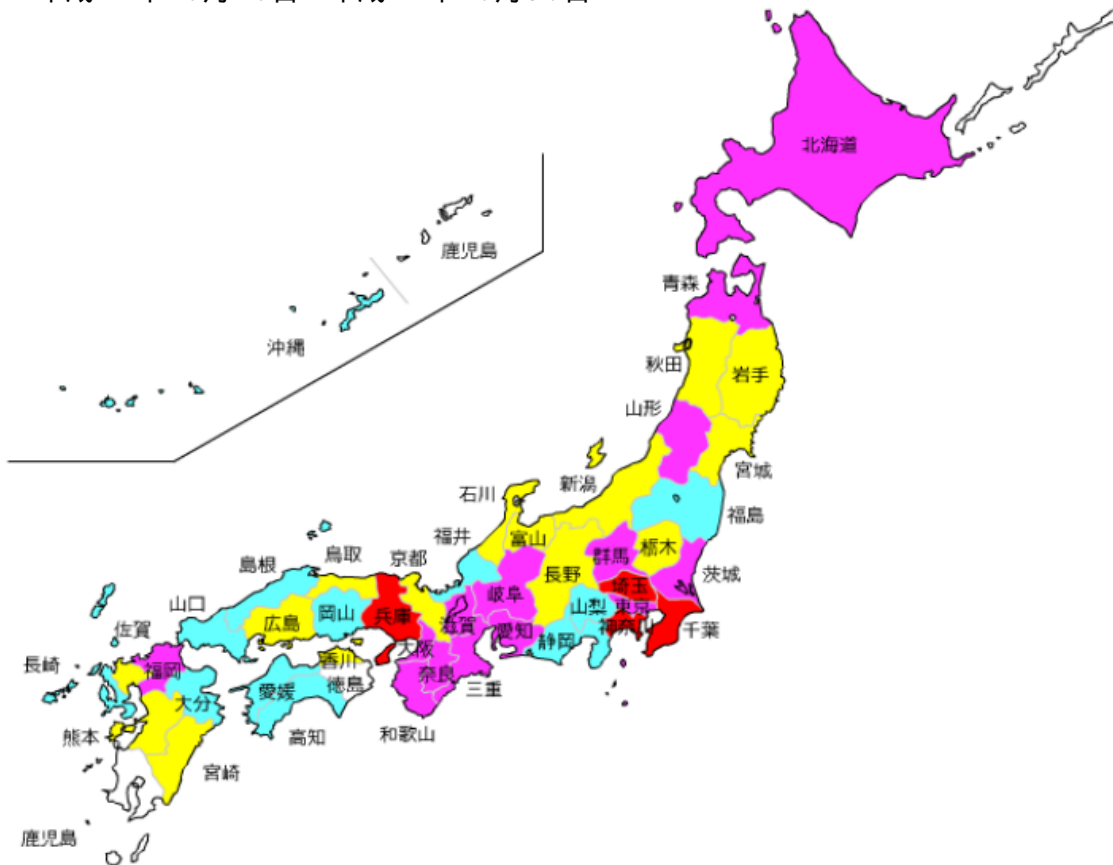 北海道
鹿児島
青森
沖縄
秋田
岩手
山形
宮城
石川
新潟
福島
福井
富山
群馬
栃木
島根
鳥取
京都
長野
茨城
埼玉
山口
岐阜
山梨
東京
佐賀
広島
岡山
兵庫
滋賀
愛知
静岡
神奈川
千葉
長崎
福岡
香川
大阪
奈良
三重
大分
愛媛
徳島
熊本
高知
和歌山
宮崎
鹿児島